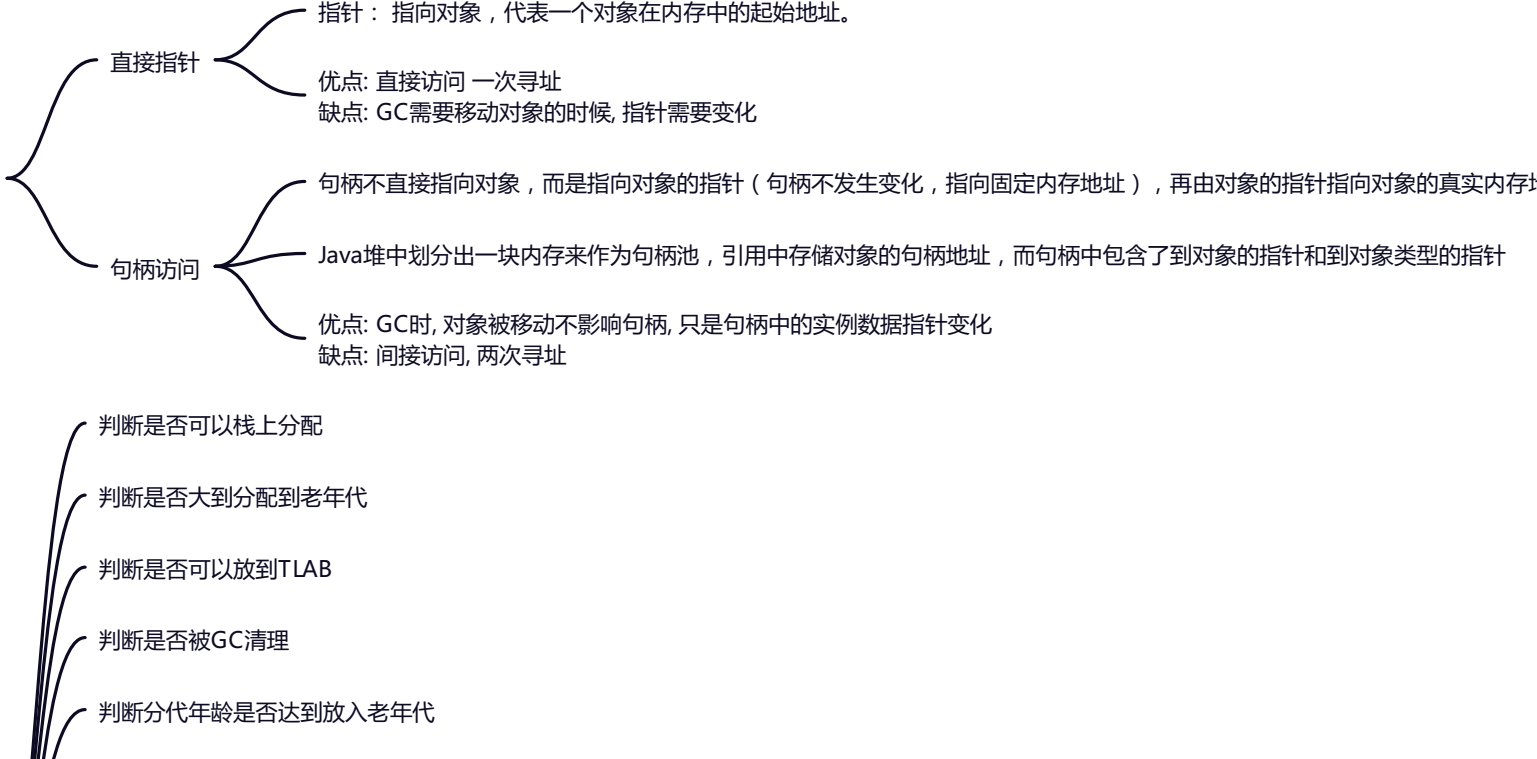 指针： 指向对象，代表一个对象在内存中的起始地址。
直接指针
优点: 直接访问 一次寻址
缺点: GC需要移动对象的时候, 指针需要变化
句柄不直接指向对象，而是指向对象的指针（句柄不发生变化，指向固定内存地址），再由对象的指针指向对象的真实内存
句柄访问
Java堆中划分出一块内存来作为句柄池，引用中存储对象的句柄地址，而句柄中包含了到对象的指针和到对象类型的指针
优点: GC时, 对象被移动不影响句柄, 只是句柄中的实例数据指针变化
缺点: 间接访问, 两次寻址
判断是否可以栈上分配
判断是否大到分配到老年代
判断是否可以放到TLAB
判断是否被GC清理
判断分代年龄是否达到放入老年代